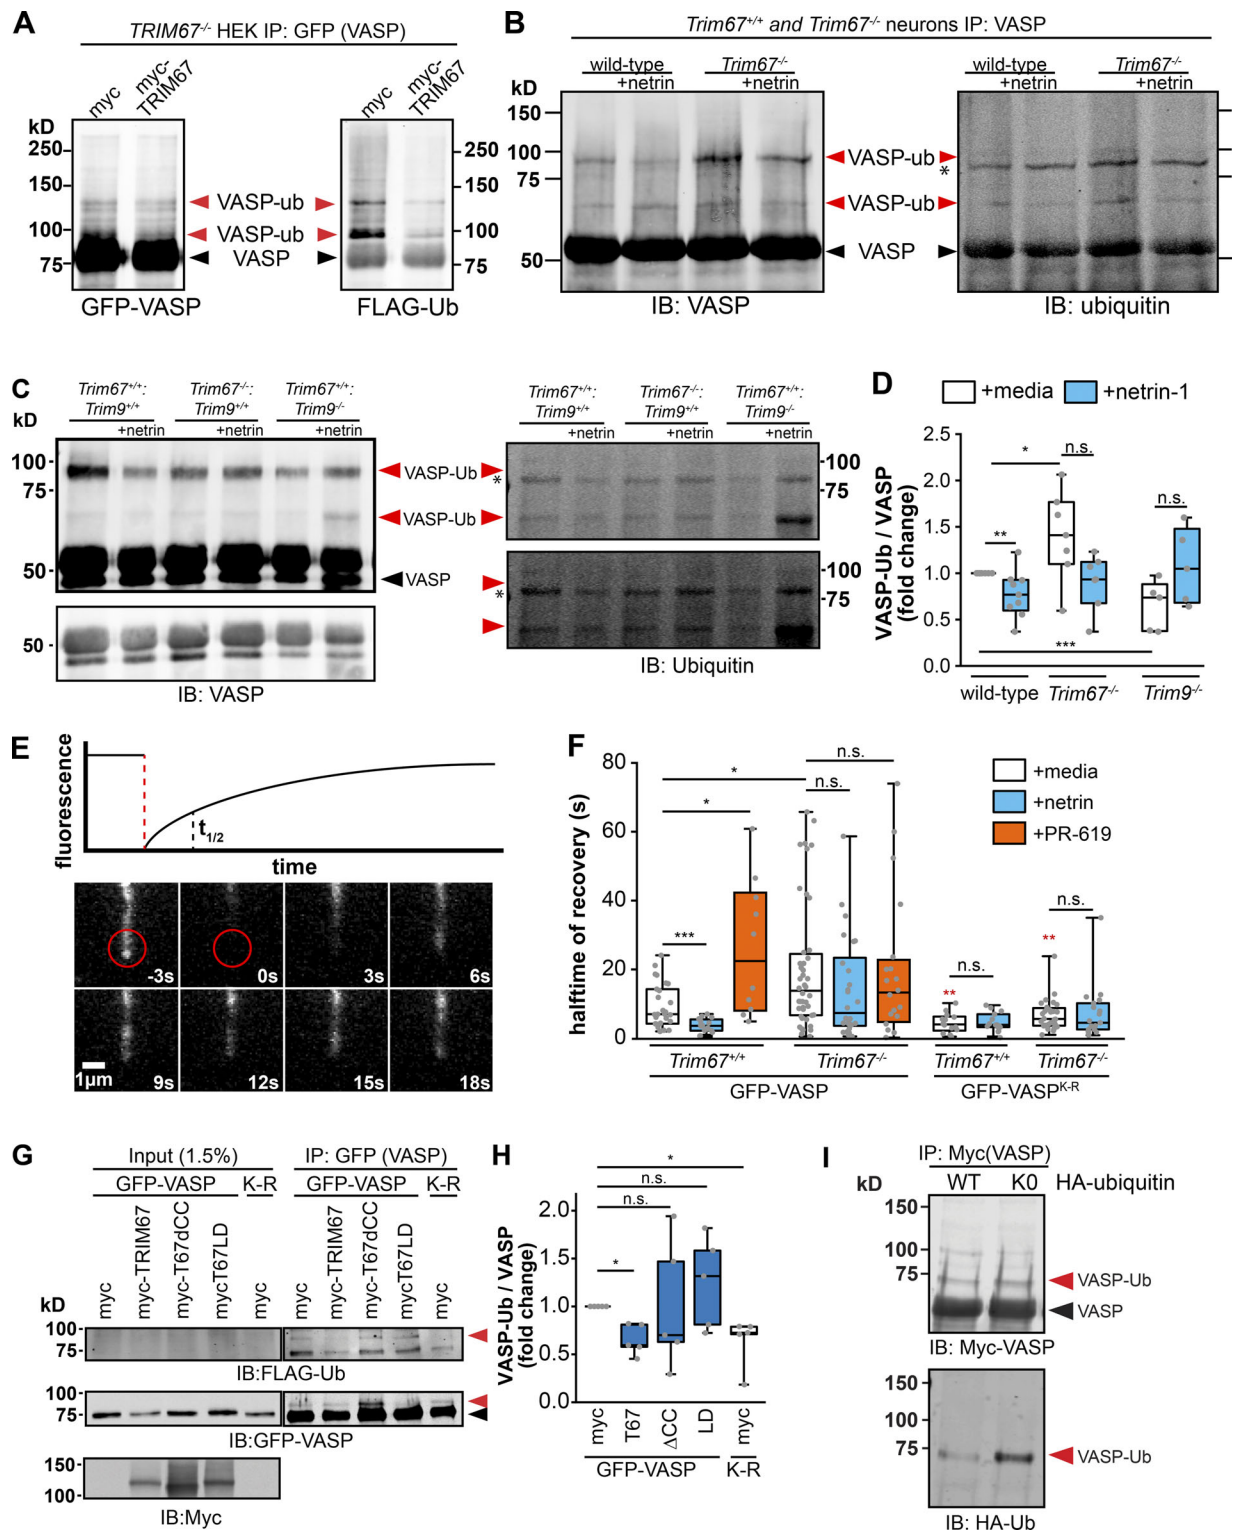 A
TRIM67-/- HEK IP: GFP (VASP)
myc
myc-TRIM67
myc
myc-TRIM67
kD
250
150
100
75
VASP-ub
VASP-ub
VASP
250
150
100
75
GFP-VASP
FLAG-Ub
B
Trim67+/+ and Trim67-/- neurons IP: VASP
wild-type
Trim67-/-
+netrin
+netrin
kD
150
100
75
50
VASP-ub
*
VASP-ub
VASP
wild-type
Trim67-/-
+netrin
+netrin
IB: VASP
IB: ubiquitin
C
Trim67+/+:
Trim9+/+
Trim67-/-:
Trim9+/+
Trim67+/+:
Trim9-/-
kD
+netrin
+netrin
+netrin
100
75
50
50
VASP-Ub
VASP-Ub
VASP
IB: VASP
Trim67+/+:
Trim9+/+
Trim67-/-:
Trim9+/+
Trim67+/+:
Trim9-/-
+netrin
+netrin
+netrin
*
100
75
*
100
75
IB: Ubiquitin
D
+media
+netrin-1
VASP-Ub / VASP
(fold change)
2.5
2.0
1.5
1.0
0.5
0.0
*
n.s.
**
n.s.
***
wild-type
Trim67-/-
Trim9-/-
E
fluorescence
t1/2
time
-3s
0s
3s
6s
9s
12s
15s
18s
1µm
F
halftime of recovery (s)
80
60
40
20
0
+media
+netrin
+PR-619
n.s.
*
n.s.
*
***
**
n.s.
**
n.s.
Trim67+/+
Trim67-/-
Trim67+/+
Trim67-/-
GFP-VASP
GFP-VASPK-R
G
Input (1.5%)
IP: GFP (VASP)
GFP-VASP
K-R
GFP-VASP
K-R
myc
myc-TRIM67
myc-T67dCC
mycT67LD
myc
myc
myc-TRIM67
myc-T67dCC
mycT67LD
myc
kD
100
75
IB:FLAG-Ub
100
75
IB:GFP-VASP
150
100
IB:Myc
H
VASP-Ub / VASP
(fold change)
2.0
1.5
1.0
0.5
0.0
*
n.s.
n.s.
*
myc
T67
ΔCC
LD
myc
GFP-VASP
K-R
I
IP: Myc(VASP)
kD
WT
K0
HA-ubiquitin
150
100
75
VASP-Ub
VASP
IB: Myc-VASP
150
100
75
VASP-Ub
IB: HA-Ub